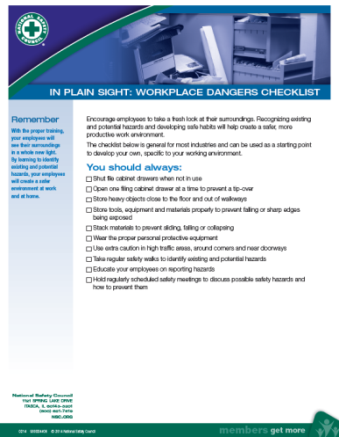 NATIONAL SAFETY COUNCIL
IN PLAIN SIGHT: WORKPLACE DANGERS CHECKLIST
Remember
With the proper training,
your employees will
see their surroundings
in a whole new light.
By learning to identify
existing and potential
hazards, your employees
will create a safer
environment at work
and at home.
Encourage employees to take a fresh look at their surroundings. Recognizing existing
and potential hazards and developing safe habits will help create a safer, more
productive work environment.
The checklist below is general for most industries and can be used as a starting point
to develop your own, specific to your working environment.
You should always:
Shut file cabinet drawers when not in use
Open one filing cabinet drawer at a time to prevent a tip-over
Store heavy objects close to the floor and out of walkways
Store tools, equipment and materials properly to prevent falling or sharp edges
being exposed
Stack materials to prevent sliding, falling or collapsing
Wear the proper personal protective equipment
Use extra caution in high traffic areas, around corners and near doorways
Take regular safety walks to identify existing and potential hazards
Educate your employees on reporting hazards
Hold regularly scheduled safety meetings to discuss possible safety hazards and
how to prevent them
National Safety Council
SPRING LAKE DRIVE
ITASCA, IL
nsc.org
© 2014 National Safety Council
members get more